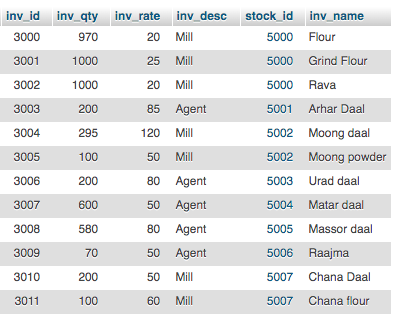 inv_id inv_qty inv_rate inv_desc stock_id inv_name
3000 970 20 Mill 5000 Flour
3001 1000 25 Mill 5000 Grind Flour
3002 1000 20 Mill 5000 Rava
3003 200 85 Agent 5001 Arhar Daal
3004 295 120 Mill 5002 Moong daal
3005 100 50 Mill 5002 Moong powder
3006 200 80 Agent 5003 Urad daal
3007 600 50 Agent 5004 Matar daal
3008 580 80 Agent 5005 Massor daal
3009 70 50 Agent 5006 Raajma
3010 200 50 Mill 5007 Chana Daal
3011 100 60 Mill 5007 Chana flour